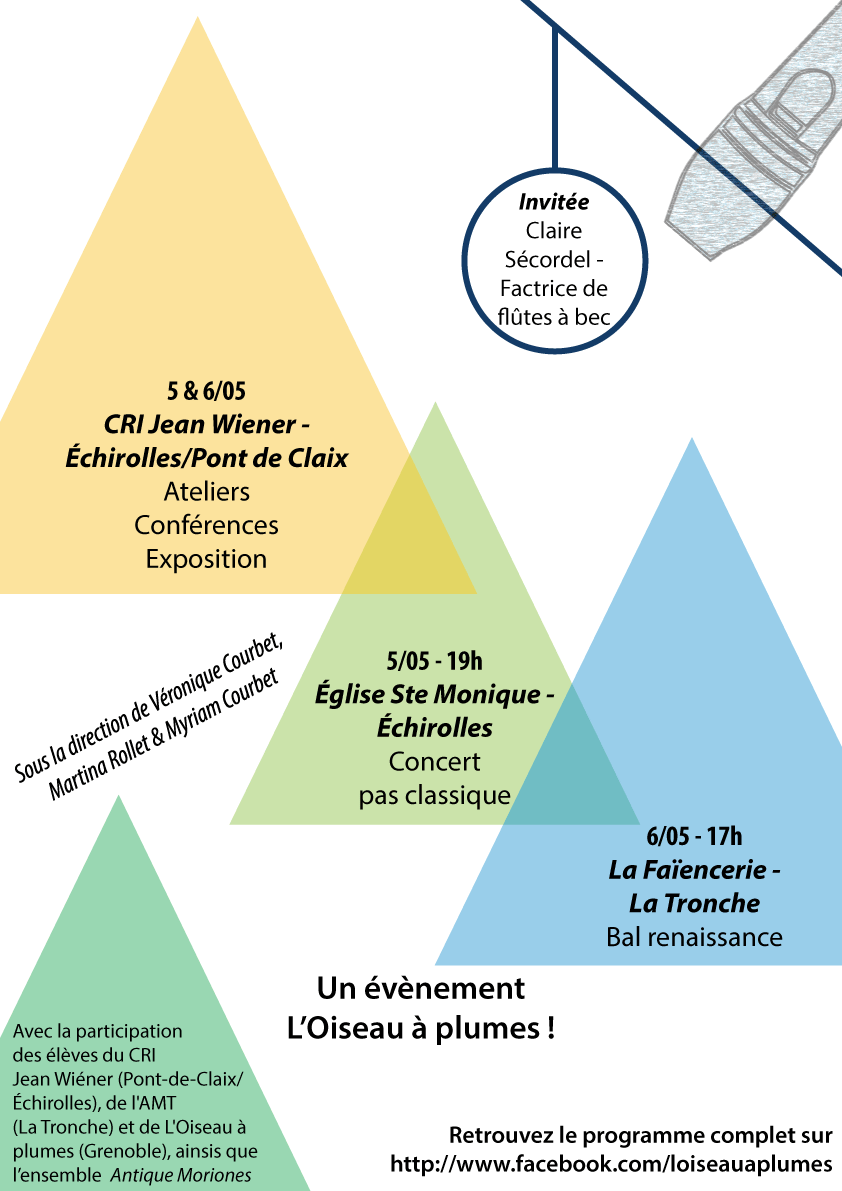 Invitée
Claire
Sécordel -
Factrice de
flûtes à bec
5 & 6/05
CRI Jean Wiener -
Échirolles/Pont de Claix
Ateliers
Conférences
Exposition
Sous la direction de Véronique Courbet,
Martina Rollet & Myriam Courbet
5/05 - 19h
Église Ste Monique -
Échirolles
Concert
pas classique
6/05 - 17h
La Faïencerie -
La Tronche
Bal renaissance
Un évènement
L’Oiseau à plumes !
Avec la participation
des élèves du CRI
Jean Wiéner (Pont-de-Claix/
Échirolles), de l'AMT
(La Tronche) et de L'Oiseau à
plumes (Grenoble), ainsis que
l’ensemble Antique Moriones
Retrouvez le programme complet sur
http://www.facebook.com/loiseauaplumes